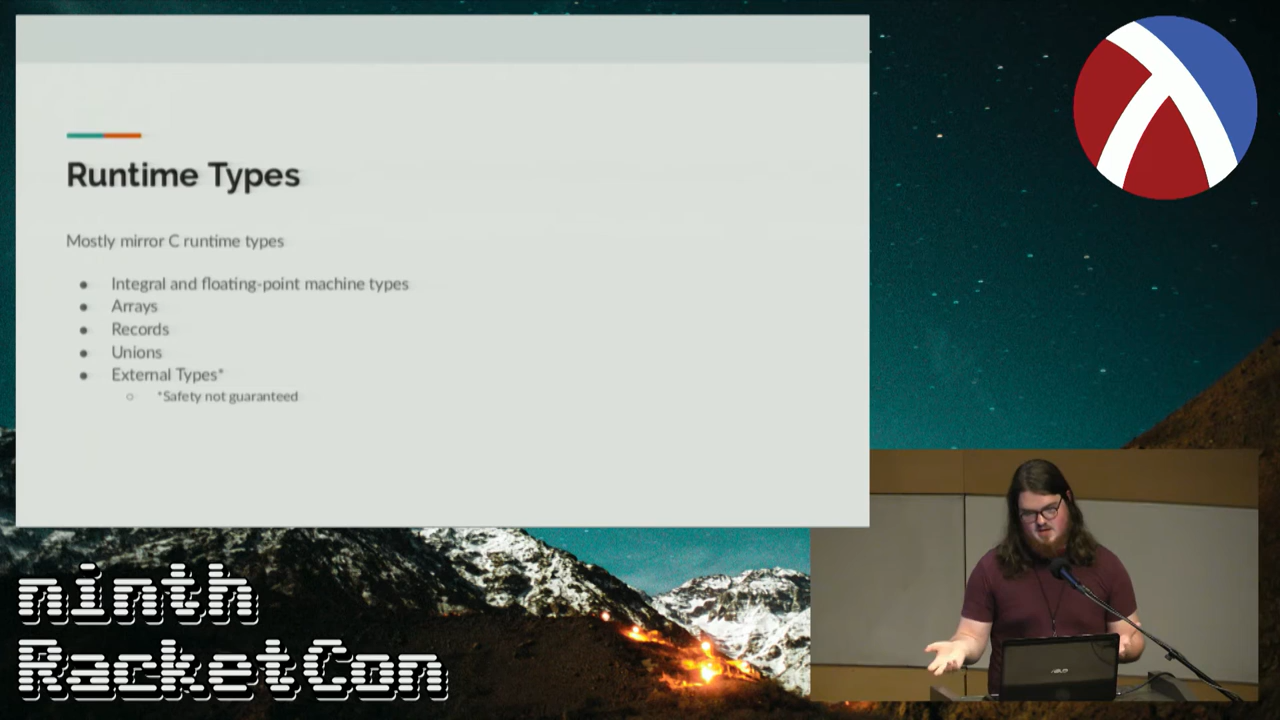 Runtime Types
Mostly mirror C runtime types
● Integral and floating-point machine types
● Arrays
● Records
● Unions
● External Types*
○ *Safety not guaranteed
ninth
RacketCon